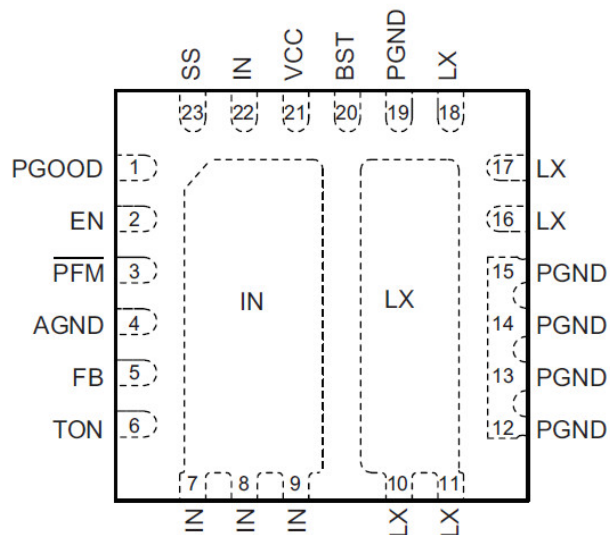 SS IN VCC BST PGND LX
23 22 21 20 19 18
PGOOD 1 17 LX
EN 2 16 LX
PFM 3 15 PGND
IN LX
AGND 4 14 PGND
FB 5 13 PGND
TON 6 12 PGND
7 8 9 10 11
IN IN IN LX LX